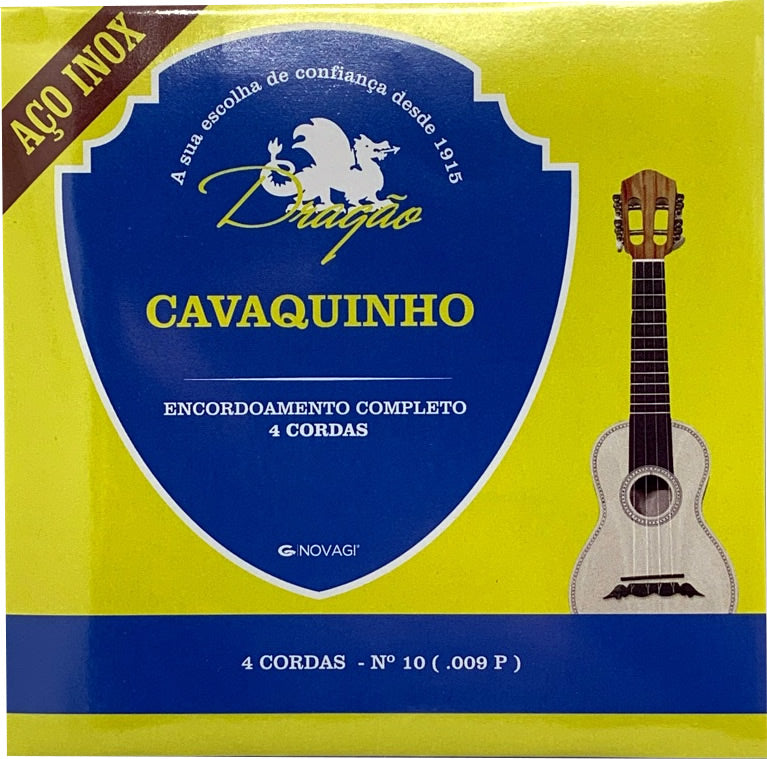 AÇO INOX
A sua escolha de confiança desde 1915
Dragão
CAVAQUINHO
ENCORDOAMENTO COMPLETO
4 CORDAS
G NOVAGI®
4 CORDAS - Nº 10 ( .009 P )